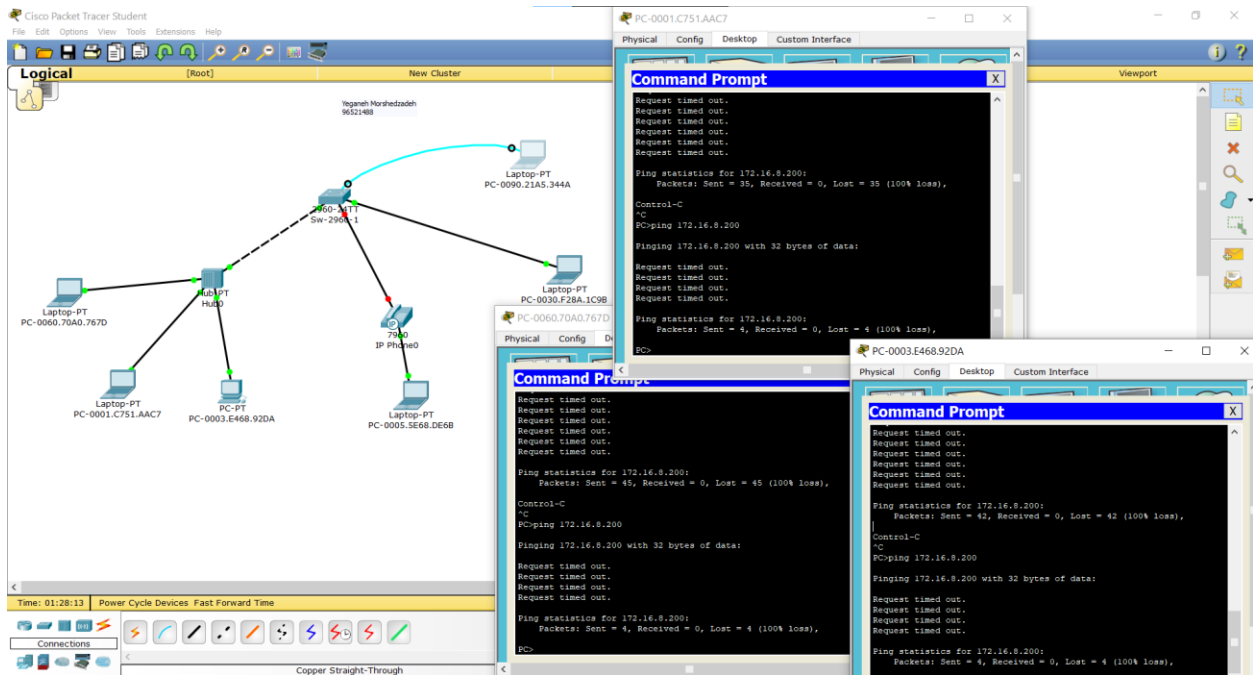 Cisco Packet Tracer Student
File Edit Options View Tools Extensions Help
Logical
[Root]
New Cluster
Viewport
Yeganeh Morshedzadeh
96521488
Laptop-PT
PC-0090.21A5.344A
2960-24TT
Sw-2960-1
Laptop-PT
PC-0030.F28A.1C9B
Hub-PT
Hub0
Laptop-PT
PC-0060.70A0.767D
7960
IP Phone0
Laptop-PT
PC-0001.C751.AAC7
PC-PT
PC-0003.E468.92DA
Laptop-PT
PC-0005.5E68.DE6B
Time: 01:28:13 Power Cycle Devices Fast Forward Time
Connections
Copper Straight-Through
PC-0001.C751.AAC7
Physical Config Desktop Custom Interface
Command Prompt
X
Request timed out.
Request timed out.
Request timed out.
Request timed out.
Request timed out.
Request timed out.
Ping statistics for 172.16.8.200:
Packets: Sent = 35, Received = 0, Lost = 35 (100% loss),
Control-C
^C
PC>ping 172.16.8.200
Pinging 172.16.8.200 with 32 bytes of data:
Request timed out.
Request timed out.
Request timed out.
Request timed out.
Ping statistics for 172.16.8.200:
Packets: Sent = 4, Received = 0, Lost = 4 (100% loss),
PC>
PC-0060.70A0.767D
Physical Config De
Command Prompt
Request timed out.
Request timed out.
Request timed out.
Request timed out.
Request timed out.
Request timed out.
Ping statistics for 172.16.8.200:
Packets: Sent = 45, Received = 0, Lost = 45 (100% loss),
Control-C
^C
PC>ping 172.16.8.200
Pinging 172.16.8.200 with 32 bytes of data:
Request timed out.
Request timed out.
Request timed out.
Request timed out.
Ping statistics for 172.16.8.200:
Packets: Sent = 4, Received = 0, Lost = 4 (100% loss),
PC>
PC-0003.E468.92DA
Physical Config Desktop Custom Interface
Command Prompt
X
Request timed out.
Request timed out.
Request timed out.
Request timed out.
Request timed out.
Request timed out.
Ping statistics for 172.16.8.200:
Packets: Sent = 42, Received = 0, Lost = 42 (100% loss),
Control-C
^C
PC>ping 172.16.8.200
Pinging 172.16.8.200 with 32 bytes of data:
Request timed out.
Request timed out.
Request timed out.
Request timed out.
Ping statistics for 172.16.8.200:
Packets: Sent = 4, Received = 0, Lost = 4 (100% loss),